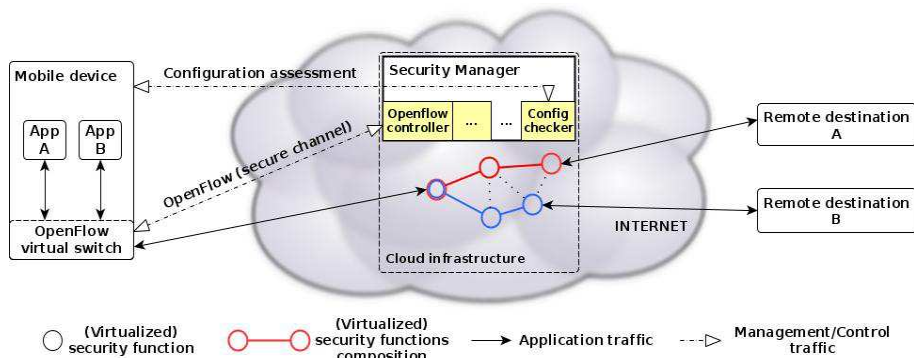 Mobile device
App
A
App
B
OpenFlow
virtual switch
Configuration assessment
OpenFlow (secure channel)
Security Manager
Openflow
controller
...
...
Config
checker
Cloud infrastructure
INTERNET
Remote destination
A
Remote destination
B
(Virtualized)
security function
(Virtualized)
security functions
composition
Application traffic
Management/Control
traffic